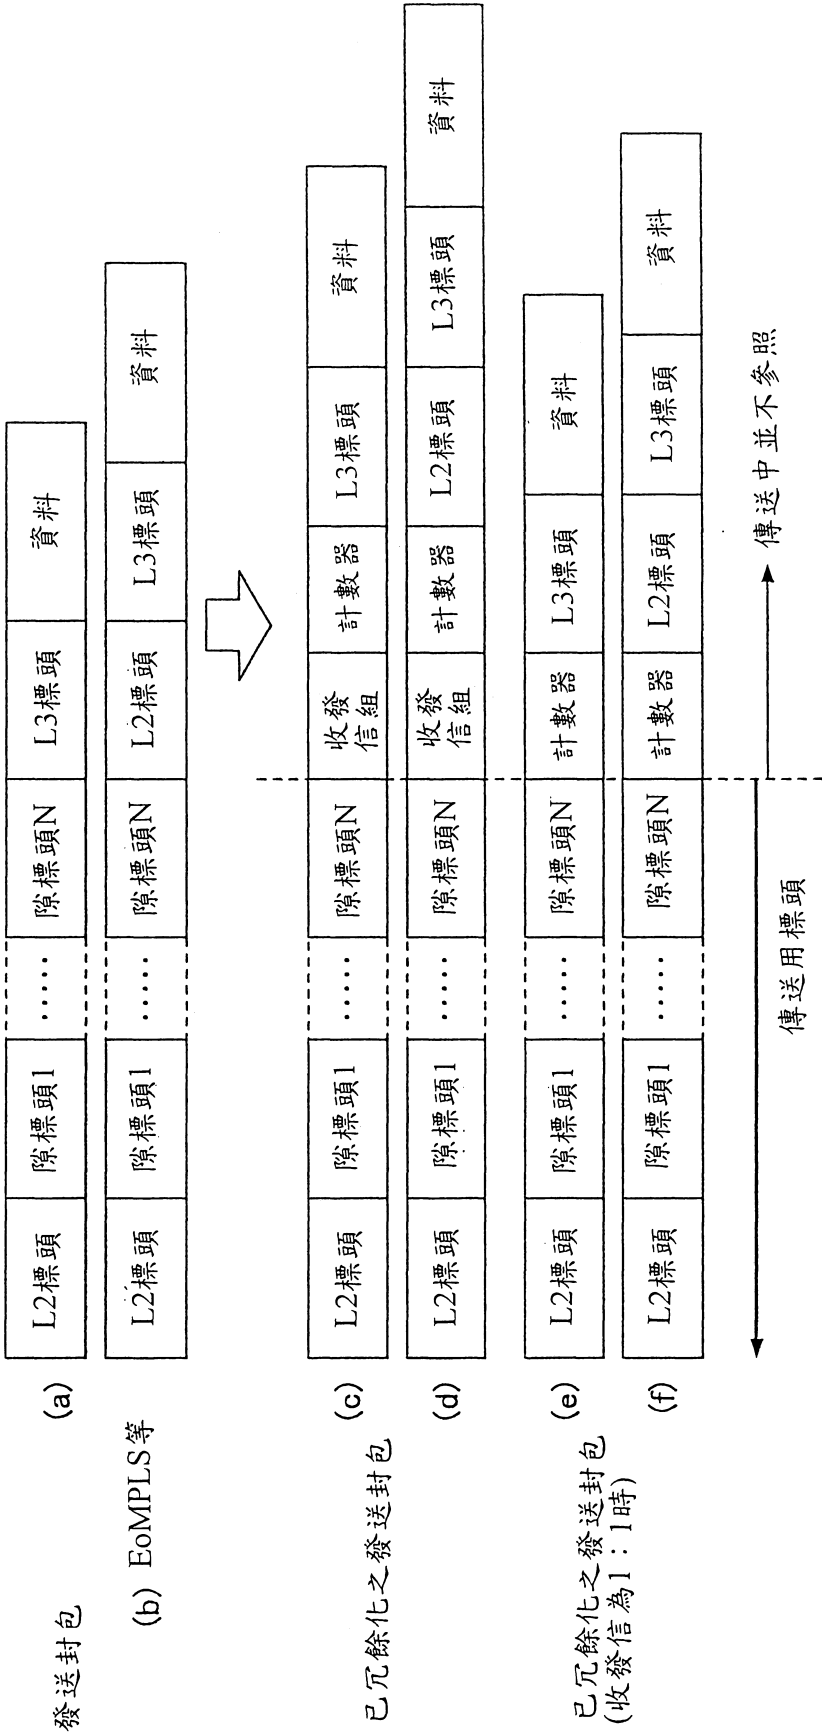 發送封包
(a)
L2標頭
隙標頭1
·····
隙標頭N
L3標頭
資料
(b) EoMPLS等
L2標頭
隙標頭1
·····
隙標頭N
L2標頭
L3標頭
資料
已冗餘化之發送封包
(c)
L2標頭
隙標頭1
·····
隙標頭N
收發
信組
計數器
L3標頭
資料
(d)
L2標頭
隙標頭1
·····
隙標頭N
收發
信組
計數器
L2標頭
L3標頭
資料
已冗餘化之發送封包
(收發信為1:1時)
(e)
L2標頭
隙標頭1
·····
隙標頭N
計數器
L3標頭
資料
(f)
L2標頭
隙標頭1
·····
隙標頭N
計數器
L2標頭
L3標頭
資料
傳送用標頭
傳送中並不參照